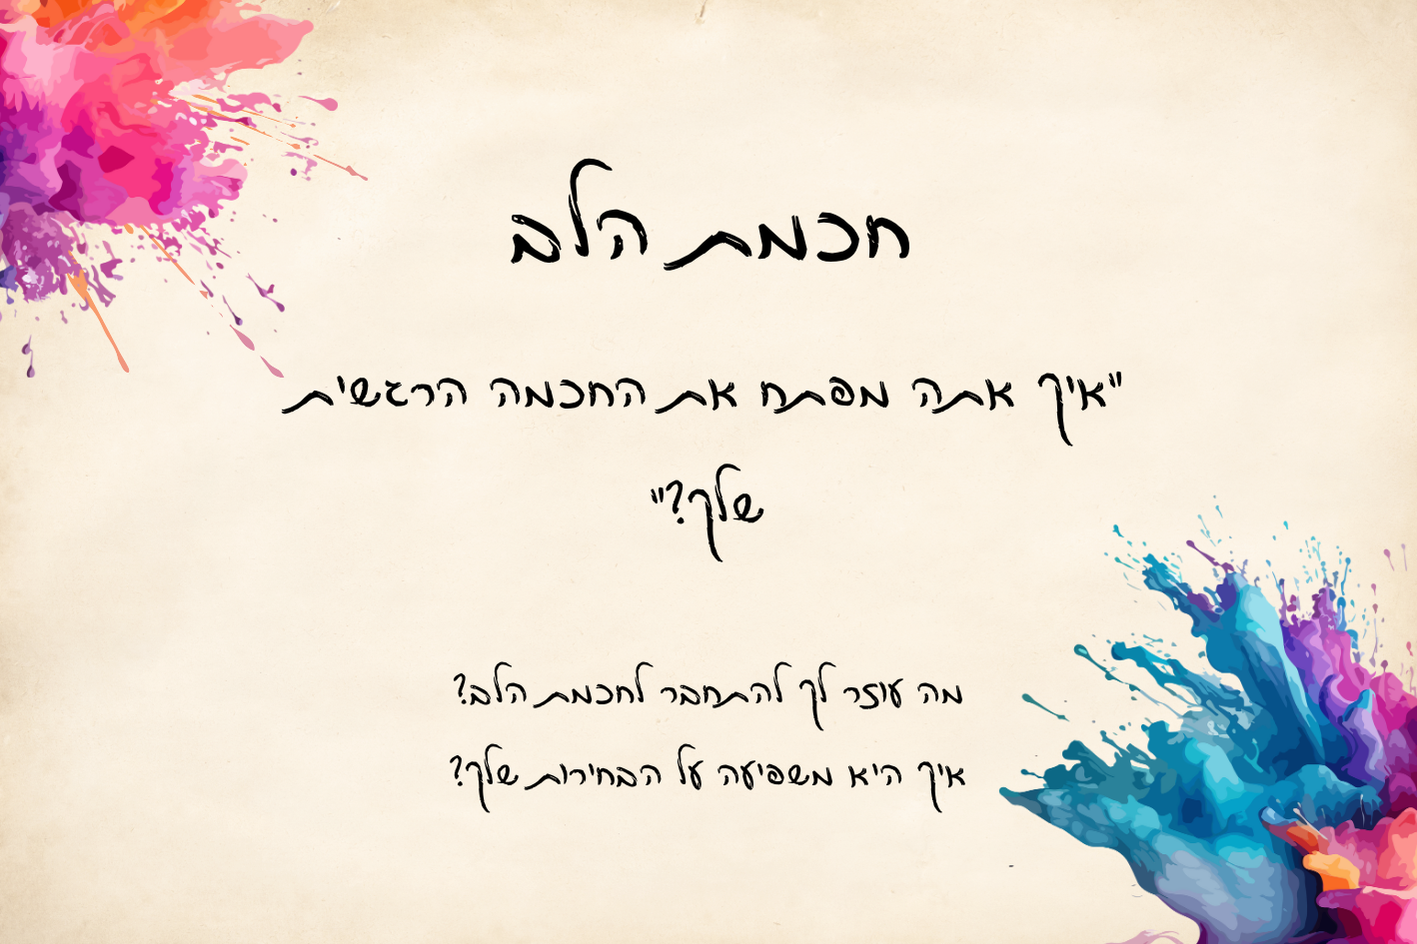 חכמת הלב
"איך אתה מפתח את החכמה הרגשית
שלך?"
מה עוזר לך להתחבר לחכמת הלב?
איך היא משפיעה על הבחירות שלך?